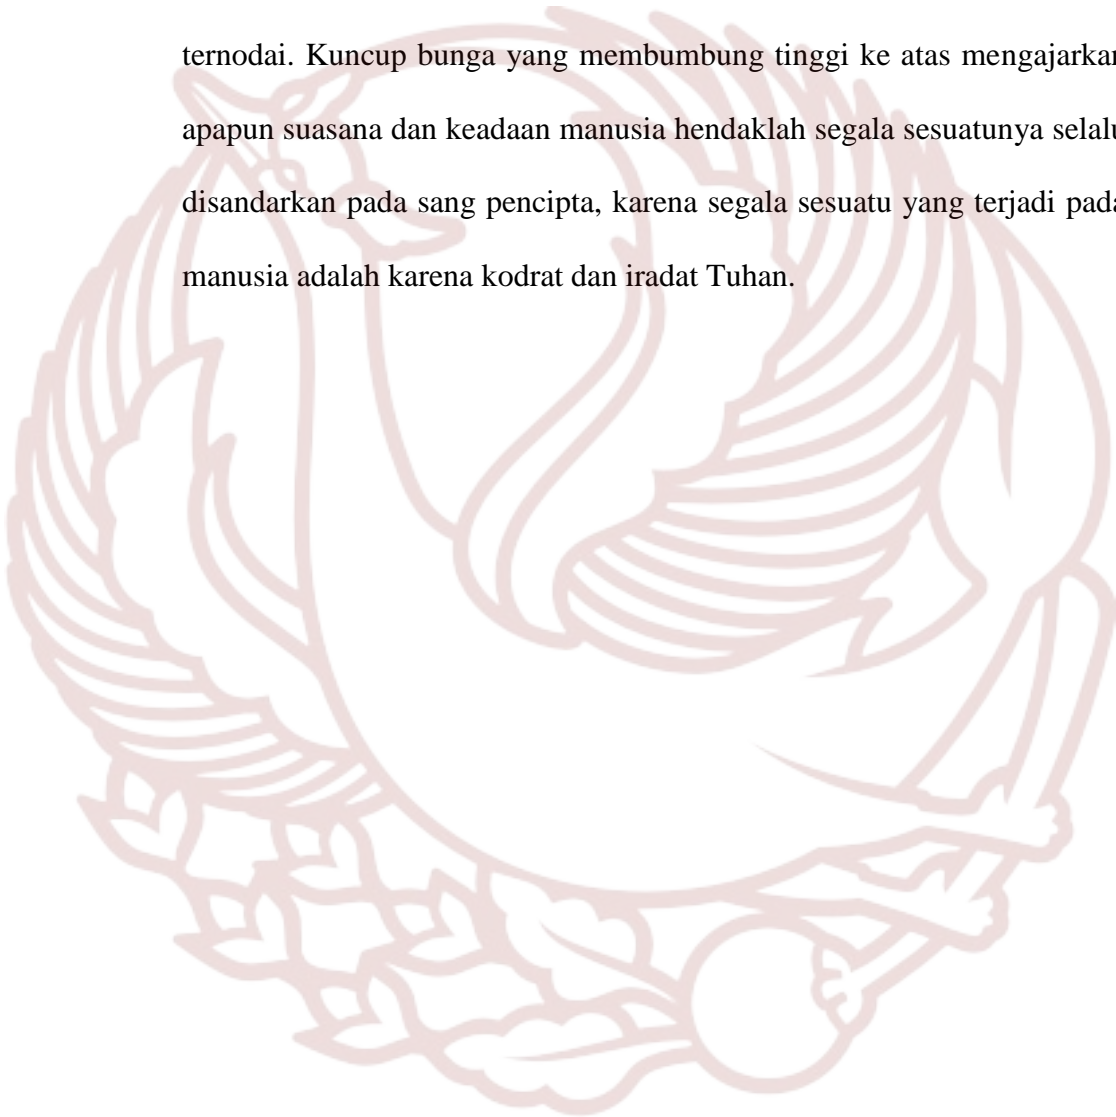 ternodai. Kuncup bunga yang membumbung tinggi ke atas mengajarkan
apapun suasana dan keadaan manusia hendaklah segala sesuatunya selalu
disandarkan pada sang pencipta, karena segala sesuatu yang terjadi pada
manusia adalah karena kodrat dan iradat Tuhan.